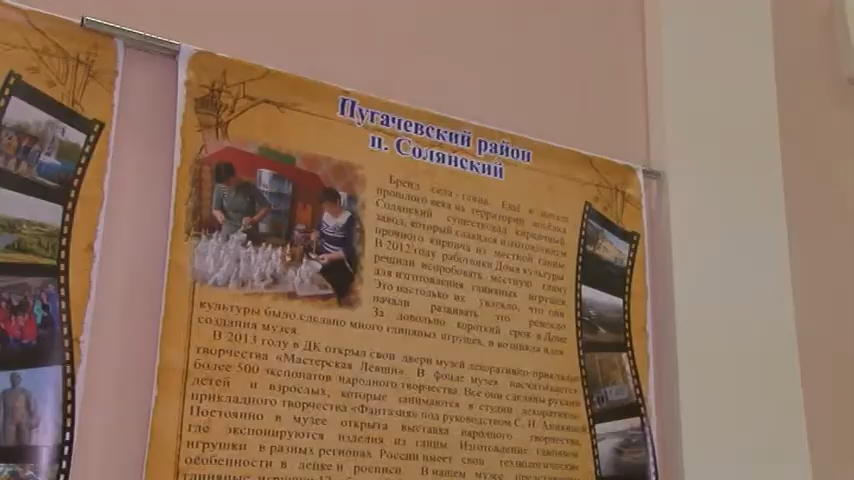 Пугачевский район
п. Солянский
Бренд села - глина. Ещё в начале
прошлого века на территории посёлка
Солянский существовал кирпичный
завод, который славился изготовлением
прочного кирпича из местной глины.
В 2012 году работники Дома культуры
решили испробовать местную глину
для изготовления глиняных игрушек.
Это настолько их увлекло, что они
начали развивать это ремесло.
За довольно короткий срок в Доме
культуры было сделано много глиняных игрушек, и возникла идея
создания музея.
В 2013 году в ДК открыл свои двери музей декоративно-прикладного
творчества «Мастерская Левши». В фонде музея насчитывается
более 500 экспонатов народного творчества. Все они сделаны руками
детей и взрослых, которые занимаются в студии декоративно-
прикладного творчества «Фантазия» под руководством С. И.
Постоянно в музее открыта выставка народного творчества,
где экспонируются изделия из глины. Изготовление глиняной
игрушки в разных регионах России имеет свои технологические
особенности в лепке и росписи. В нашем музее представлены
глиняные игрушки